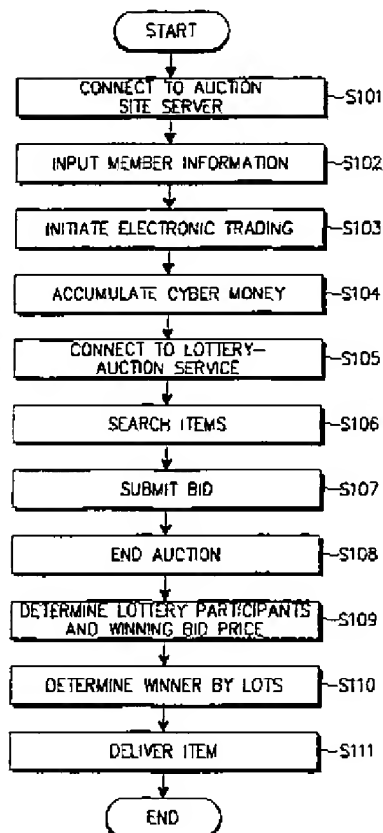 START
CONNECT TO AUCTION
SITE SERVER
S101
INPUT MEMBER INFORMATION
S102
INITIATE ELECTRONIC TRADING
S103
ACCUMULATE CYBER MONEY
S104
CONNECT TO LOTTERY-
AUCTION SERVICE
S105
SEARCH ITEMS
S106
SUBMIT BID
S107
END AUCTION
S108
DETERMINE LOTTERY PARTICIPANTS
AND WINNING BID PRICE
S109
DETERMINE WINNER BY LOTS
S110
DELIVER ITEM
S111
END